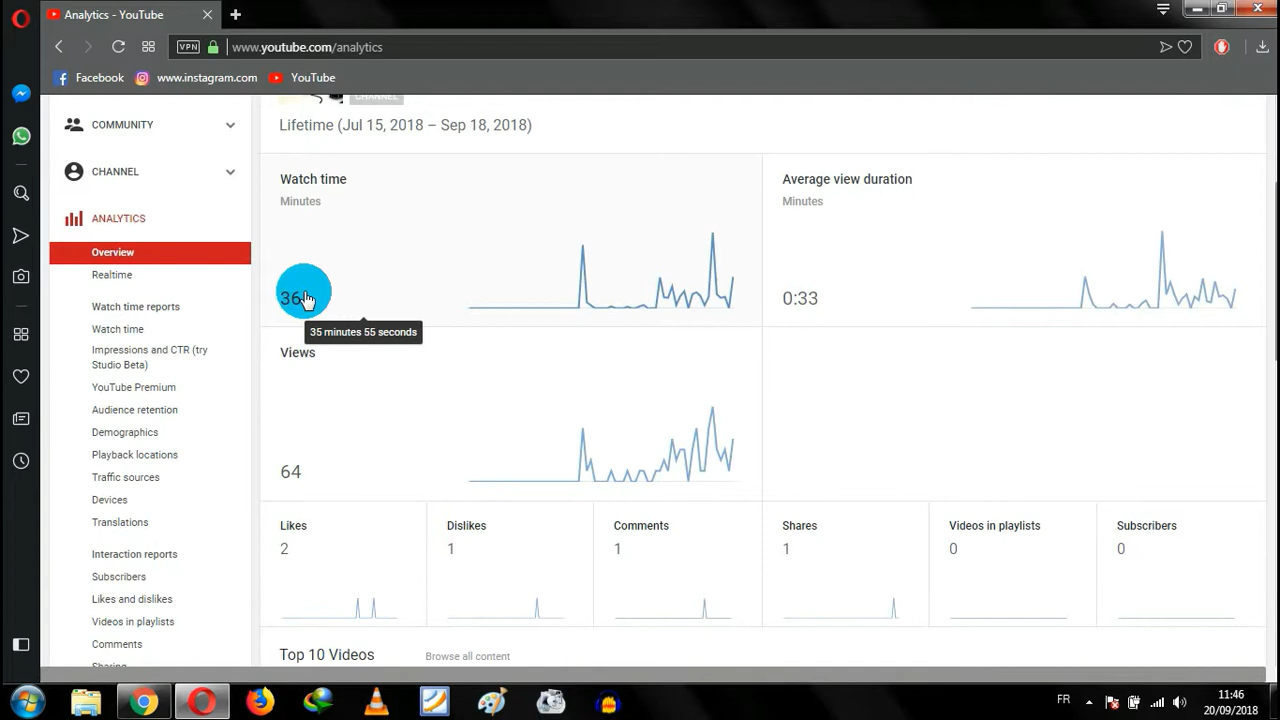 Analytics - YouTube
VPN
www.youtube.com/analytics
Facebook
www.instagram.com
YouTube
COMMUNITY
CHANNEL
ANALYTICS
Overview
Realtime
Watch time reports
Watch time
Impressions and CTR (try
Studio Beta)
YouTube Premium
Audience retention
Demographics
Playback locations
Traffic sources
Devices
Translations
Interaction reports
Subscribers
Likes and dislikes
Videos in playlists
Comments
Sharing
CHANNEL
Lifetime (Jul 15, 2018 – Sep 18, 2018)
Watch time
Minutes
36
35 minutes 55 seconds
Average view duration
Minutes
0:33
Views
64
Likes
2
Dislikes
1
Comments
1
Shares
1
Videos in playlists
0
Subscribers
0
Top 10 Videos
Browse all content
FR
11:46
20/09/2018